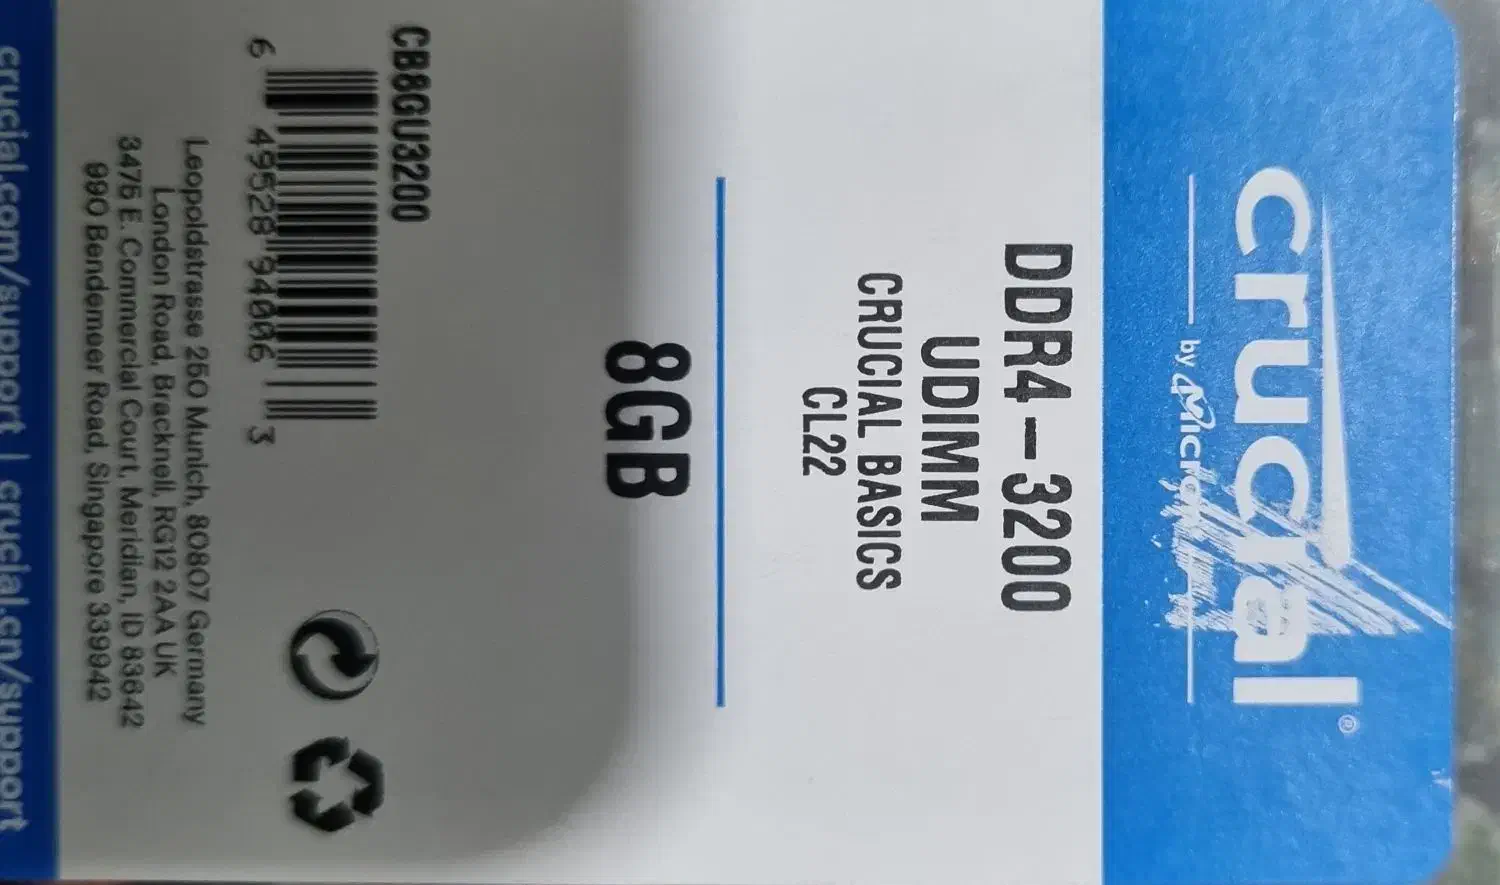 crucial®
by Micron
DDR4-3200
UDIMM
CRUCIAL BASICS
CL22
8GB
CB8GU3200
6 49528 94006 3
Leopoldstrasse 250 Munich, 80807 Germany
London Road, Bracknell, RG12 2AA UK
3475 E. Commercial Court, Meridian, ID 83642
990 Bendemeer Road, Singapore 339942
crucial.com/support | crucial.cn/support